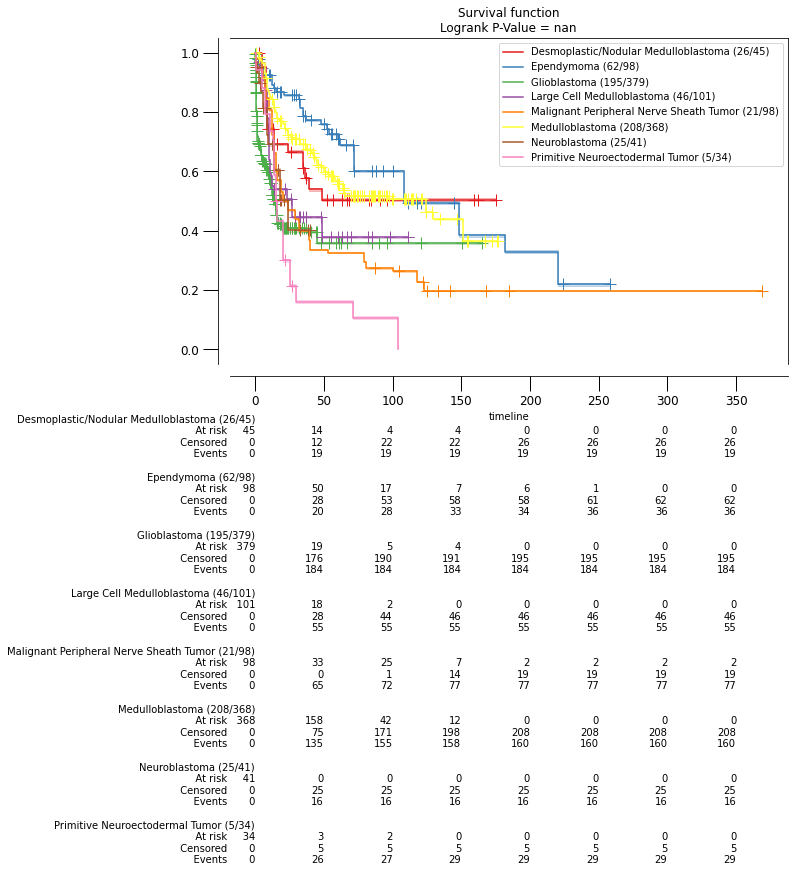 Survival function
Logrank P-Value = nan
1.0
0.8
0.6
0.4
0.2
0.0
Desmoplastic/Nodular Medulloblastoma (26/45)
Ependymoma (62/98)
Glioblastoma (195/379)
Large Cell Medulloblastoma (46/101)
Malignant Peripheral Nerve Sheath Tumor (21/98)
Medulloblastoma (208/368)
Neuroblastoma (25/41)
Primitive Neuroectodermal Tumor (5/34)
0 50 100 150 200 250 300 350
timeline
Desmoplastic/Nodular Medulloblastoma (26/45)
At risk 45 14 4 4 0 0 0 0
Censored 0 12 22 22 26 26 26 26
Events 0 19 19 19 19 19 19 19
Ependymoma (62/98)
At risk 98 50 17 7 6 1 0 0
Censored 0 28 53 58 58 61 62 62
Events 0 20 28 33 34 36 36 36
Glioblastoma (195/379)
At risk 379 19 5 4 0 0 0 0
Censored 0 176 190 191 195 195 195 195
Events 0 184 184 184 184 184 184 184
Large Cell Medulloblastoma (46/101)
At risk 101 18 2 0 0 0 0 0
Censored 0 28 44 46 46 46 46 46
Events 0 55 55 55 55 55 55 55
Malignant Peripheral Nerve Sheath Tumor (21/98)
At risk 98 33 25 7 2 2 2 2
Censored 0 0 1 14 19 19 19 19
Events 0 65 72 77 77 77 77 77
Medulloblastoma (208/368)
At risk 368 158 42 12 0 0 0 0
Censored 0 75 171 198 208 208 208 208
Events 0 135 155 158 160 160 160 160
Neuroblastoma (25/41)
At risk 41 0 0 0 0 0 0 0
Censored 0 25 25 25 25 25 25 25
Events 0 16 16 16 16 16 16 16
Primitive Neuroectodermal Tumor (5/34)
At risk 34 3 2 0 0 0 0 0
Censored 0 5 5 5 5 5 5 5
Events 0 26 27 29 29 29 29 29